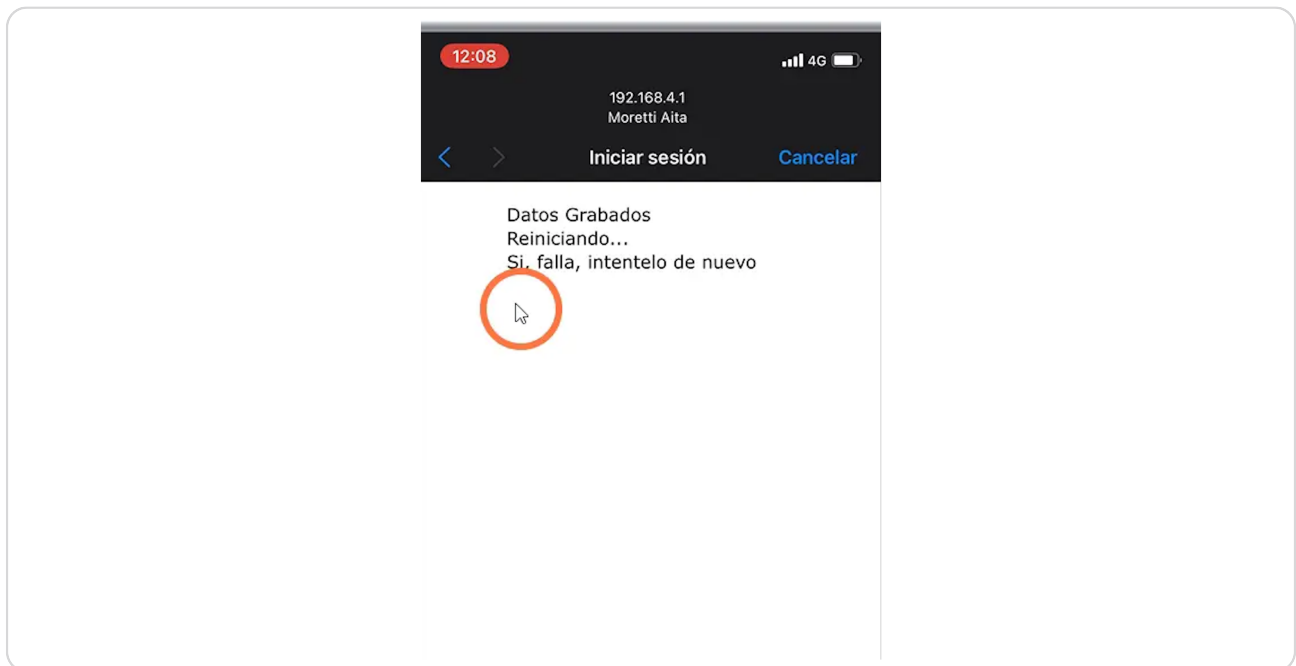 12:08
4G
192.168.4.1
Moretti Aita
Iniciar sesión
Cancelar
Datos Grabados
Reiniciando...
Si, falla, intentelo de nuevo